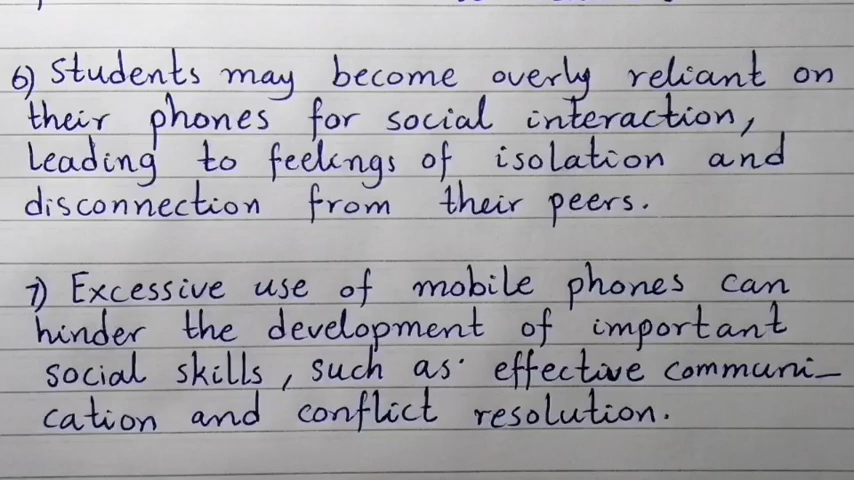 6) Students may become overly reliant on
their phones for social interaction,
leading to feelings of isolation and
disconnection from their peers.
7) Excessive use of mobile phones can
hinder the development of important
social skills, such as effective communi-
cation and conflict resolution.